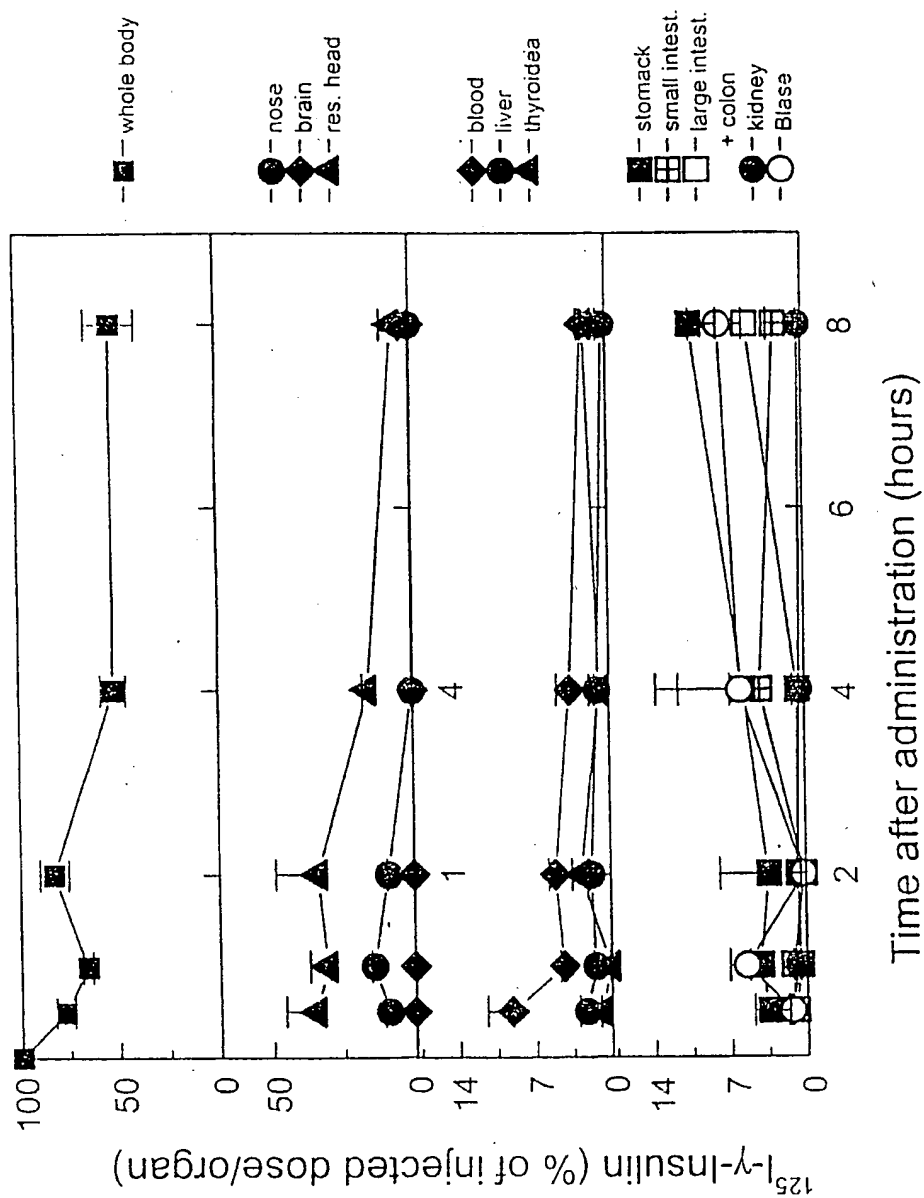 ¹²⁵I-γ-Insulin (% of injected dose/organ)
100
50
0
whole body
50
0
nose
brain
res. head
1
4
14
7
0
blood
liver
thyroidea
14
7
0
stomack
small intest.
large intest.
+ colon
kidney
Blase
2
4
6
8
Time after administration (hours)